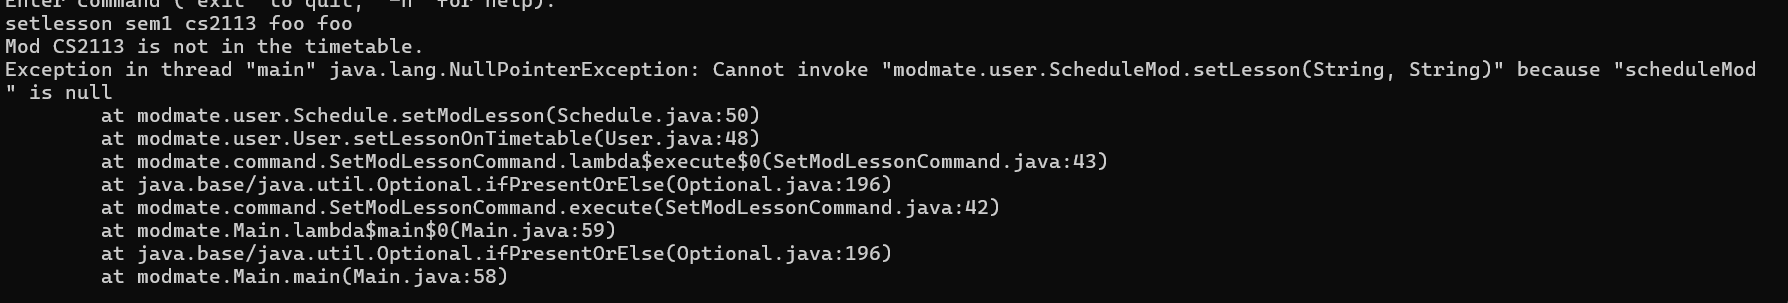 Enter command ('exit' to quit, '-h' for help):
setlesson sem1 cs2113 foo foo
Mod CS2113 is not in the timetable.
Exception in thread "main" java.lang.NullPointerException: Cannot invoke "modmate.user.ScheduleMod.setLesson(String, String)" because "scheduleMod
" is null
        at modmate.user.Schedule.setModLesson(Schedule.java:50)
        at modmate.user.User.setLessonOnTimetable(User.java:48)
        at modmate.command.SetModLessonCommand.lambda$execute$0(SetModLessonCommand.java:43)
        at java.base/java.util.Optional.ifPresentOrElse(Optional.java:196)
        at modmate.command.SetModLessonCommand.execute(SetModLessonCommand.java:42)
        at modmate.Main.lambda$main$0(Main.java:59)
        at java.base/java.util.Optional.ifPresentOrElse(Optional.java:196)
        at modmate.Main.main(Main.java:58)